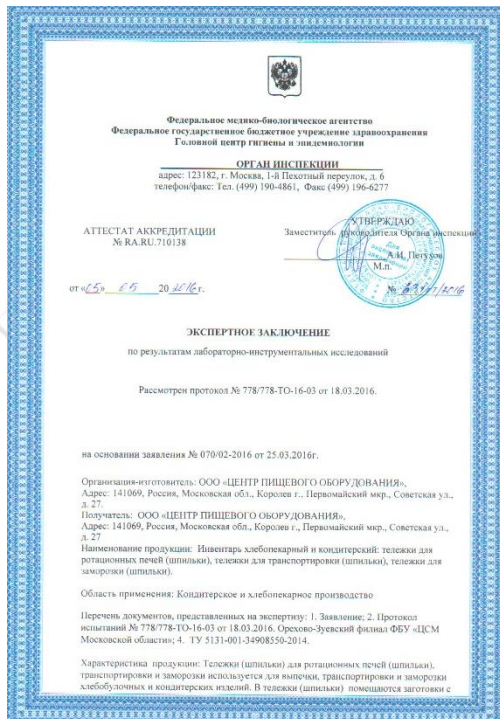 Федеральное медико-биологическое агентство
Федеральное государственное бюджетное учреждение здравоохранения
Головной центр гигиены и эпидемиологии
ОРГАН ИНСПЕКЦИИ
адрес: 123182, г. Москва, 1-й Пехотный переулок, д. 6
телефон/факс: Тел. (499) 190-4861, Факс (499) 196-6277
УТВЕРЖДАЮ
АТТЕСТАТ АККРЕДИТАЦИИ
Заместитель руководителя Органа инспекции
№ RA.RU.710138
Для экспертных заключений
А.И. Петухов
М.п.
от «05» 05 2016г.
№
ЭКСПЕРТНОЕ ЗАКЛЮЧЕНИЕ
по результатам лабораторно-инструментальных исследований
Рассмотрен протокол № 778/778-ТО-16-03 от 18.03.2016.
на основании заявления № 070/02-2016 от 25.03.2016г.
Организация-изготовитель: ООО «ЦЕНТР ПИЩЕВОГО ОБОРУДОВАНИЯ»,
Адрес: 141069, Россия, Московская обл., Королев г., Первомайский мкр., Советская ул.,
д. 27.
Получатель: ООО «ЦЕНТР ПИЩЕВОГО ОБОРУДОВАНИЯ»,
Адрес: 141069, Россия, Московская обл., Королев г., Первомайский мкр., Советская ул.,
д. 27
Наименование продукции: Инвентарь хлебопекарный и кондитерский: тележки для
ротационных печей (шпильки), тележки для транспортировки (шпильки), тележки для
заморозки (шпильки).
Область применения: Кондитерское и хлебопекарное производство
Перечень документов, представленных на экспертизу: 1. Заявление; 2. Протокол
испытаний № 778/778-ТО-16-03 от 18.03.2016. Орехово-Зуевский филиал ФБУ «ЦСМ
Московской области»; 4. ТУ 5131-001-34908550-2014.
Характеристика продукции: Тележки (шпильки) для ротационных печей (шпильки),
транспортировки и заморозки используется для выпечки, транспортировки и заморозки
хлебобулочных и кондитерских изделий. В тележки (шпильки) помещаются заготовки с